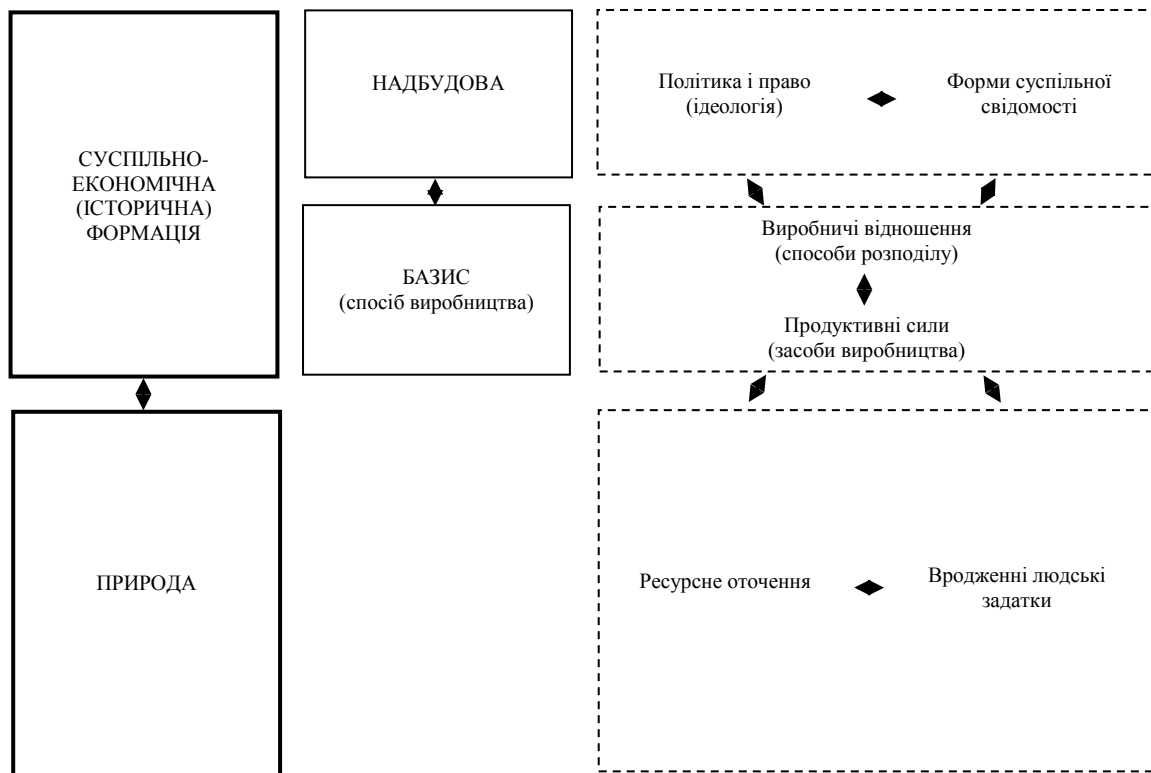 СУСПІЛЬНО-
ЕКОНОМІЧНА
(ІСТОРИЧНА)
ФОРМАЦІЯ
НАДБУДОВА
Політика і право
(ідеологія)
Форми суспільної
свідомості
БАЗИС
(спосіб виробництва)
Виробничі відношення
(способи розподілу)
Продуктивні сили
(засоби виробництва)
ПРИРОДА
Ресурсне оточення
Вродженні людські
задатки